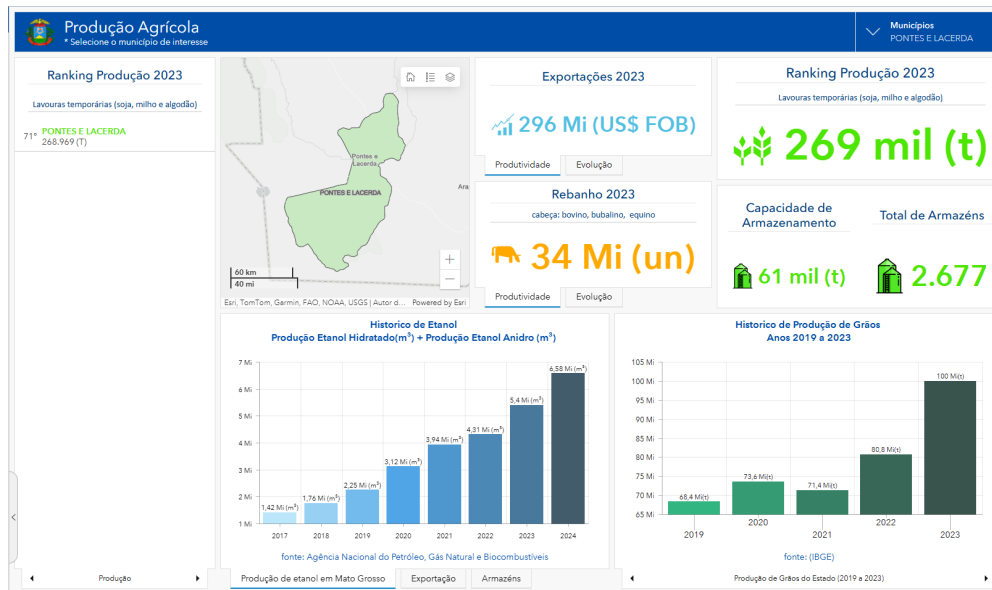 Produção Agrícola
* Selecione o município de interesse
Municípios
PONTES E LACERDA
Ranking Produção 2023
Lavouras temporárias (soja, milho e algodão)
71° PONTES E LACERDA
268.969 (T)
Produção
Pontes e
Lacerda
PONTES E LACERDA
Ara
60 km
40 mi
+
−
Esri, TomTom, Garmin, FAO, NOAA, USGS | Autor d... Powered by Esri
Exportações 2023
296 Mi (US$ FOB)
Produtividade Evolução
Rebanho 2023
cabeça: bovino, bubalino, equino
34 Mi (un)
Produtividade Evolução
Ranking Produção 2023
Lavouras temporárias (soja, milho e algodão)
269 mil (t)
Capacidade de
Armazenamento
61 mil (t)
Total de Armazéns
2.677
Historico de Etanol
Produção Etanol Hidratado(m³) + Produção Etanol Anidro (m³)
7 Mi
6 Mi
5 Mi
4 Mi
3 Mi
2 Mi
1 Mi
1,42 Mi (m³)
1,76 Mi (m³)
2,25 Mi (m³)
3,12 Mi (m³)
3,94 Mi (m³)
4,31 Mi (m³)
5,4 Mi (m³)
6,58 Mi (m³)
2017 2018 2019 2020 2021 2022 2023 2024
fonte: Agência Nacional do Petróleo, Gás Natural e Biocombustíveis
Produção de etanol em Mato Grosso Exportação Armazéns
Historico de Produção de Grãos
Anos 2019 a 2023
105 Mi
100 Mi
95 Mi
90 Mi
85 Mi
80 Mi
75 Mi
70 Mi
65 Mi
68,4 Mi(t)
73,6 Mi(t)
71,4 Mi(t)
80,8 Mi(t)
100 Mi(t)
2019 2020 2021 2022 2023
fonte: (IBGE)
Produção de Grãos do Estado (2019 a 2023)